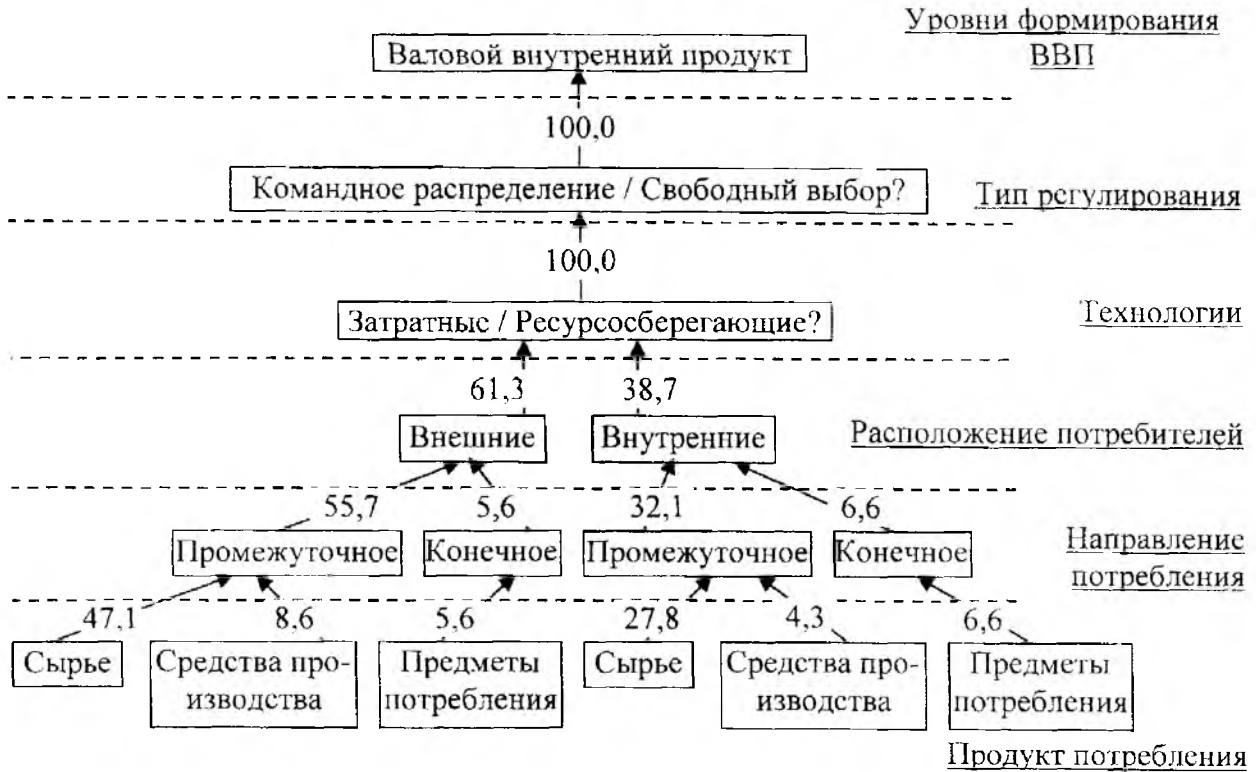 Уровни формирования
ВВП
Валовой внутренний продукт
100,0
Командное распределение / Свободный выбор?
Тип регулирования
100,0
Затратные / Ресурсосберегающие?
Технологии
61,3 38,7
Внешние Внутренние
Расположение потребителей
55,7 5,6 32,1 6,6
Промежуточное Конечное Промежуточное Конечное
Направление
потребления
47,1 8,6 5,6 27,8 4,3 6,6
Сырье Средства про- Предметы Сырье Средства про- Предметы
изводства потребления изводства потребления
Продукт потребления